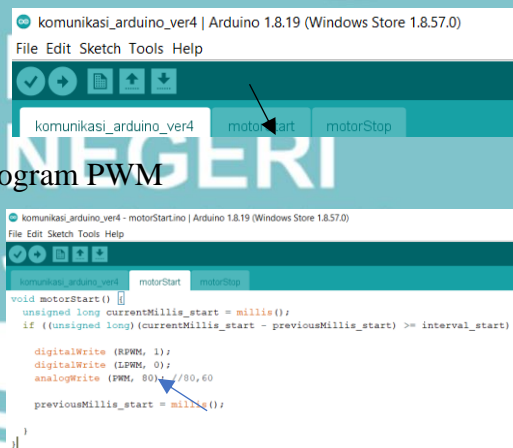 komunikasi_arduino_ver4 | Arduino 1.8.19 (Windows Store 1.8.57.0)
File Edit Sketch Tools Help
komunikasi_arduino_ver4 motorStart motorStop
NEGERI
ogram PWM
komunikasi_arduino_ver4 - motorStart.ino | Arduino 1.8.19 (Windows Store 1.8.57.0)
File Edit Sketch Tools Help
komunikasi_arduino_ver4 motorStart motorStop
void motorStart() {
unsigned long currentMillis_start = millis();
if ((unsigned long)(currentMillis_start - previousMillis_start) >= interval_start)
digitalWrite (RPWM, 1);
digitalWrite (LPWM, 0);
analogWrite (PWM, 80); //80,60
previousMillis_start = millis();
}
}